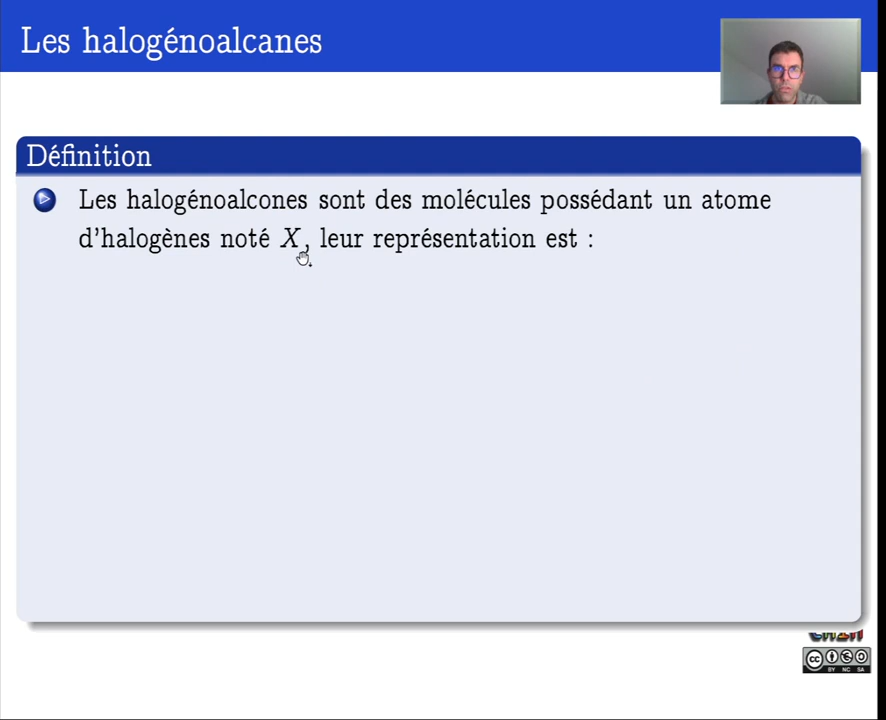 Les halogénoalcanes
Définition
Les halogénoalcones sont des molécules possédant un atome
d'halogènes noté X, leur représentation est :
cc
BY NC SA